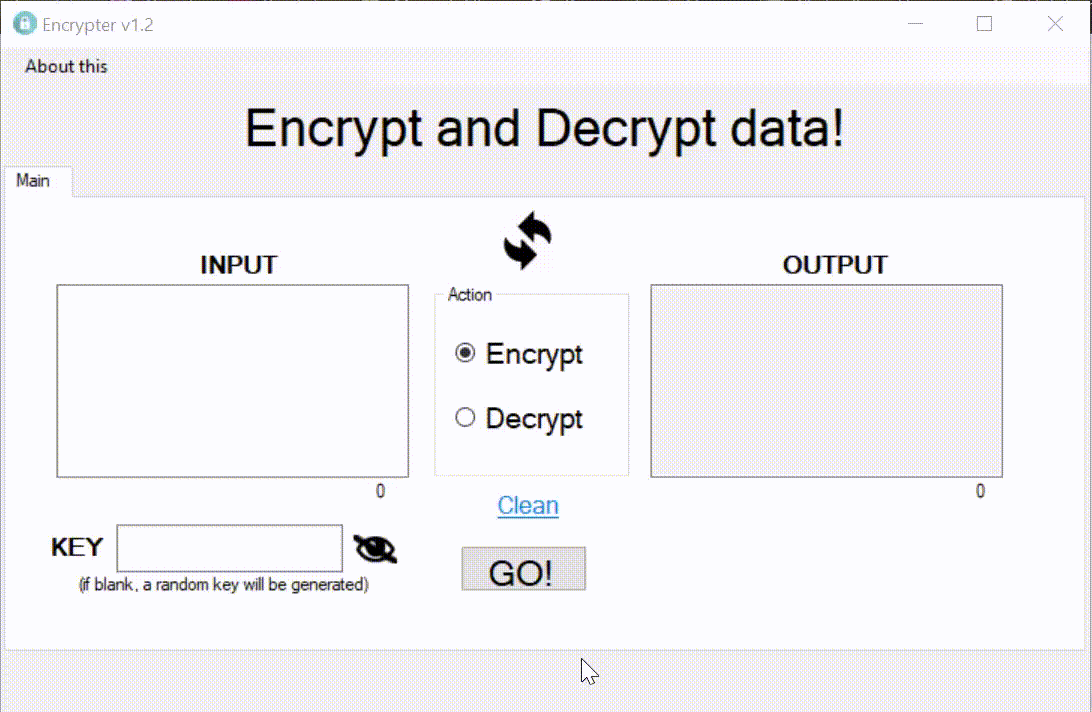 Encrypter v1.2
About this
Encrypt and Decrypt data!
Main
INPUT
OUTPUT
Action
Encrypt
Decrypt
0
0
Clean
KEY
(if blank, a random key will be generated)
GO!